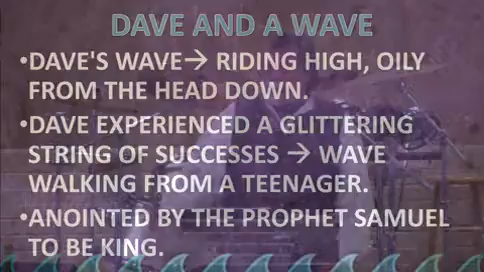 DAVE AND A WAVE
•DAVE'S WAVE→ RIDING HIGH, OILY
FROM THE HEAD DOWN.
•DAVE EXPERIENCED A GLITTERING
STRING OF SUCCESSES → WAVE
WALKING FROM A TEENAGER.
•ANOINTED BY THE PROPHET SAMUEL
TO BE KING.